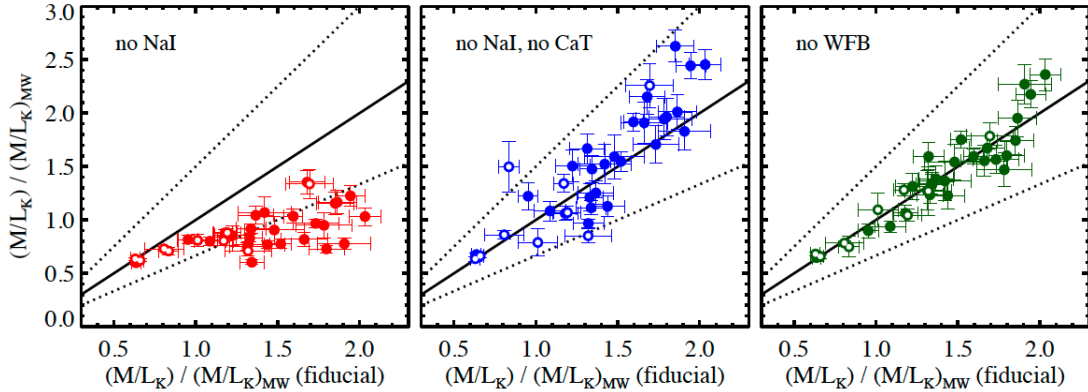 (M/L_K) / (M/L_K)_MW
3.0
2.5
2.0
1.5
1.0
0.5
0.0
no NaI
no NaI, no CaT
no WFB
0.5 1.0 1.5 2.0
0.5 1.0 1.5 2.0
0.5 1.0 1.5 2.0
(M/L_K) / (M/L_K)_MW (fiducial)
(M/L_K) / (M/L_K)_MW (fiducial)
(M/L_K) / (M/L_K)_MW (fiducial)